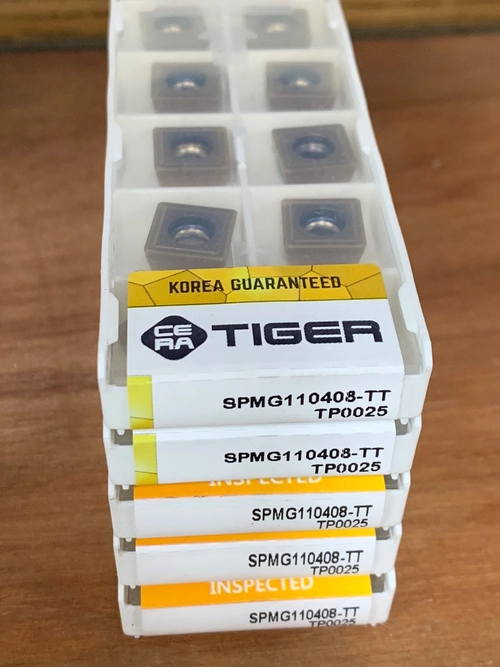 KOREA GUARANTEED
CE
RA
TIGER
SPMG110408-TT
TP0025
SPMG110408-TT
TP0025
INSPECTED
SPMG110408-TT
TP0025
SPMG110408-TT
TP0025
INSPECTED
SPMG110408-TT
TP0025